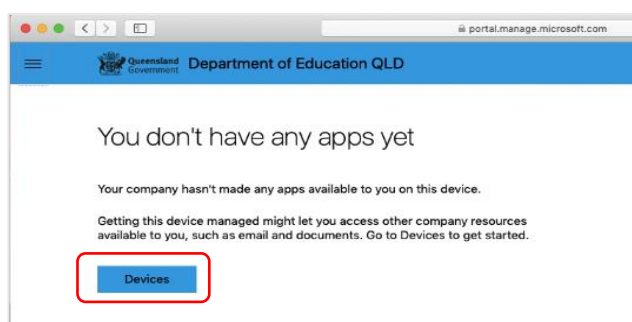 portal.manage.microsoft.com
Queensland
Government
Department of Education QLD
You don't have any apps yet
Your company hasn't made any apps available to you on this device.
Getting this device managed might let you access other company resources
available to you, such as email and documents. Go to Devices to get started.
Devices